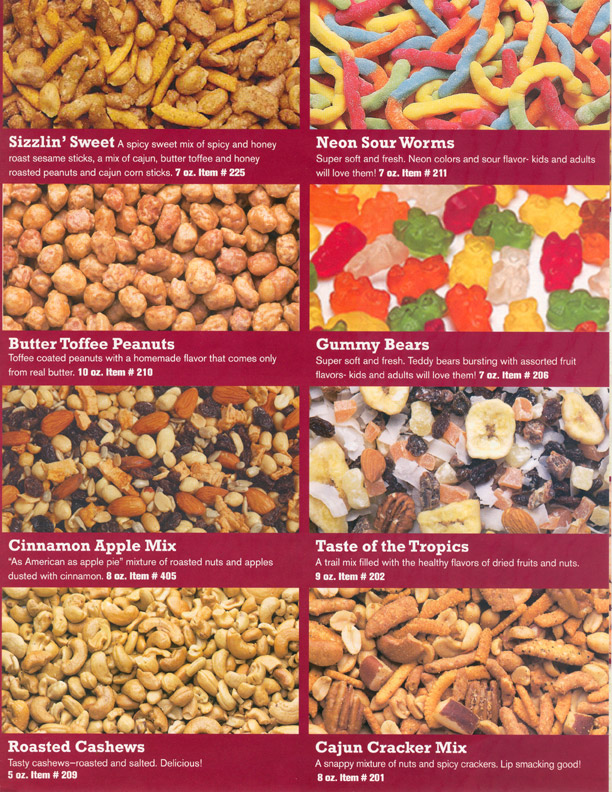 Sizzlin' Sweet A spicy sweet mix of spicy and honey
roast sesame sticks, a mix of cajun, butter toffee and honey
roasted peanuts and cajun corn sticks. 7 oz. Item # 225
Neon Sour Worms
Super soft and fresh. Neon colors and sour flavor- kids and adults
will love them! 7 oz. Item # 211
Butter Toffee Peanuts
Toffee coated peanuts with a homemade flavor that comes only
from real butter. 10 oz. Item # 210
Gummy Bears
Super soft and fresh. Teddy bears bursting with assorted fruit
flavors- kids and adults will love them! 7 oz. Item # 206
Cinnamon Apple Mix
"As American as apple pie" mixture of roasted nuts and apples
dusted with cinnamon. 8 oz. Item # 405
Taste of the Tropics
A trail mix filled with the healthy flavors of dried fruits and nuts.
9 oz. Item # 202
Roasted Cashews
Tasty cashews–roasted and salted. Delicious!
5 oz. Item # 209
Cajun Cracker Mix
A snappy mixture of nuts and spicy crackers. Lip smacking good!
8 oz. Item # 201